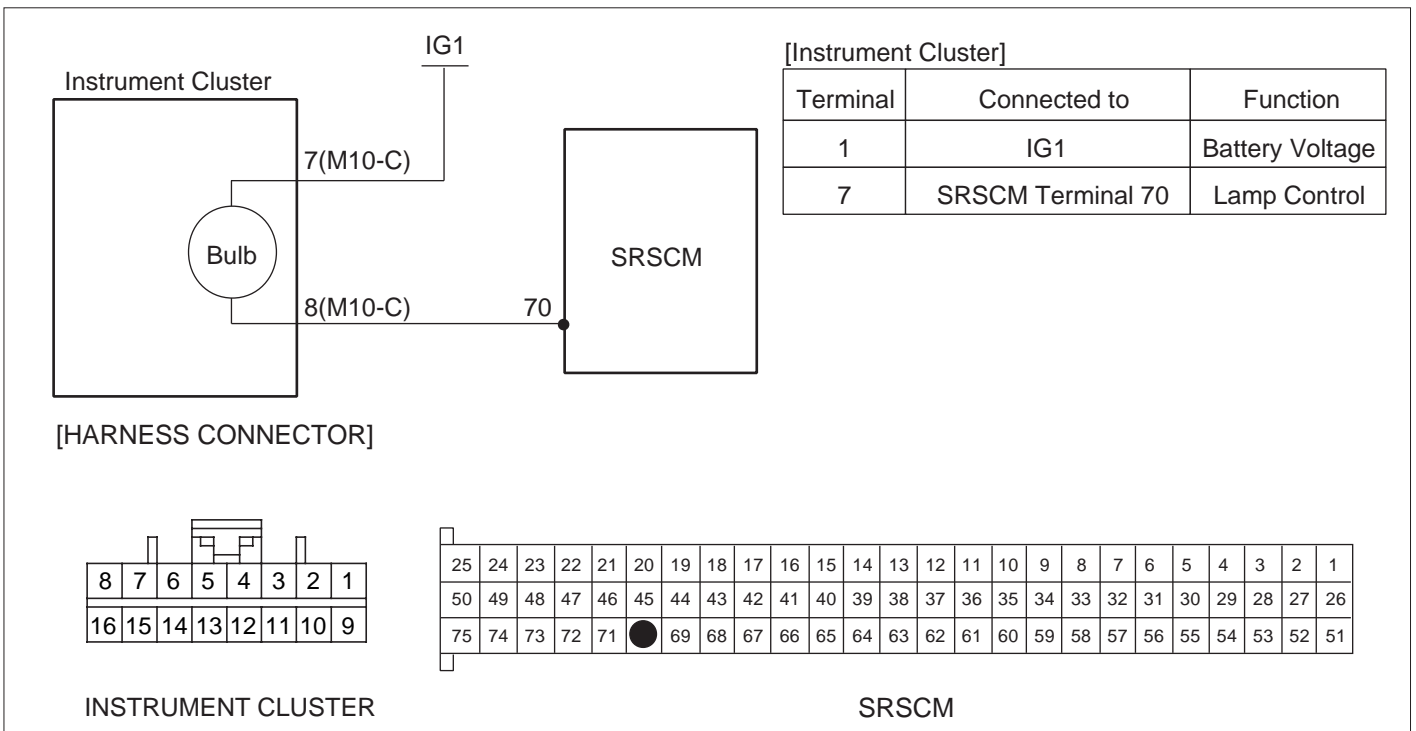 IG1
Instrument Cluster
7(M10-C)
Bulb
8(M10-C)
70
SRSCM
[Instrument Cluster]
Terminal Connected to Function
1 IG1 Battery Voltage
7 SRSCM Terminal 70 Lamp Control
[HARNESS CONNECTOR]
8 7 6 5 4 3 2 1
16 15 14 13 12 11 10 9
INSTRUMENT CLUSTER
25 24 23 22 21 20 19 18 17 16 15 14 13 12 11 10 9 8 7 6 5 4 3 2 1
50 49 48 47 46 45 44 43 42 41 40 39 38 37 36 35 34 33 32 31 30 29 28 27 26
75 74 73 72 71 69 68 67 66 65 64 63 62 61 60 59 58 57 56 55 54 53 52 51
SRSCM